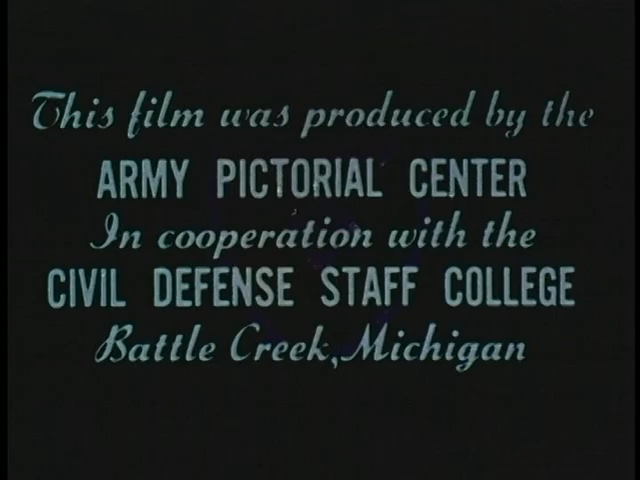 This film was produced by the
ARMY PICTORIAL CENTER
In cooperation with the
CIVIL DEFENSE STAFF COLLEGE
Battle Creek, Michigan